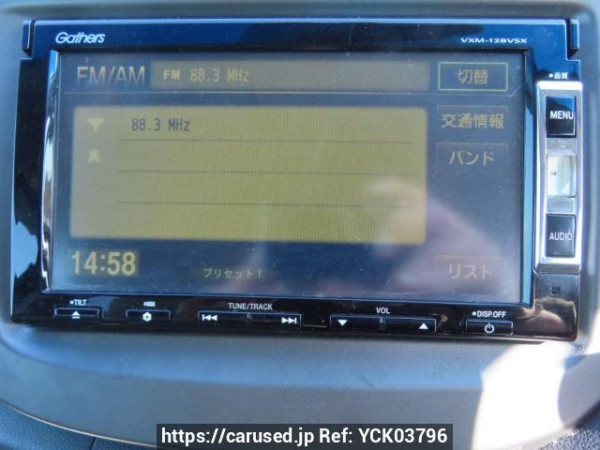 Gathers
VXM-128VSX
FM/AM FM 88.3 MHz 切替
画質
88.3 MHz
交通情報
MENU
バンド
AUDIO
14:58
プリセット1
リスト
TILT
TUNE/TRACK
VOL
DISP.OFF
https://carused.jp Ref: YCK03796